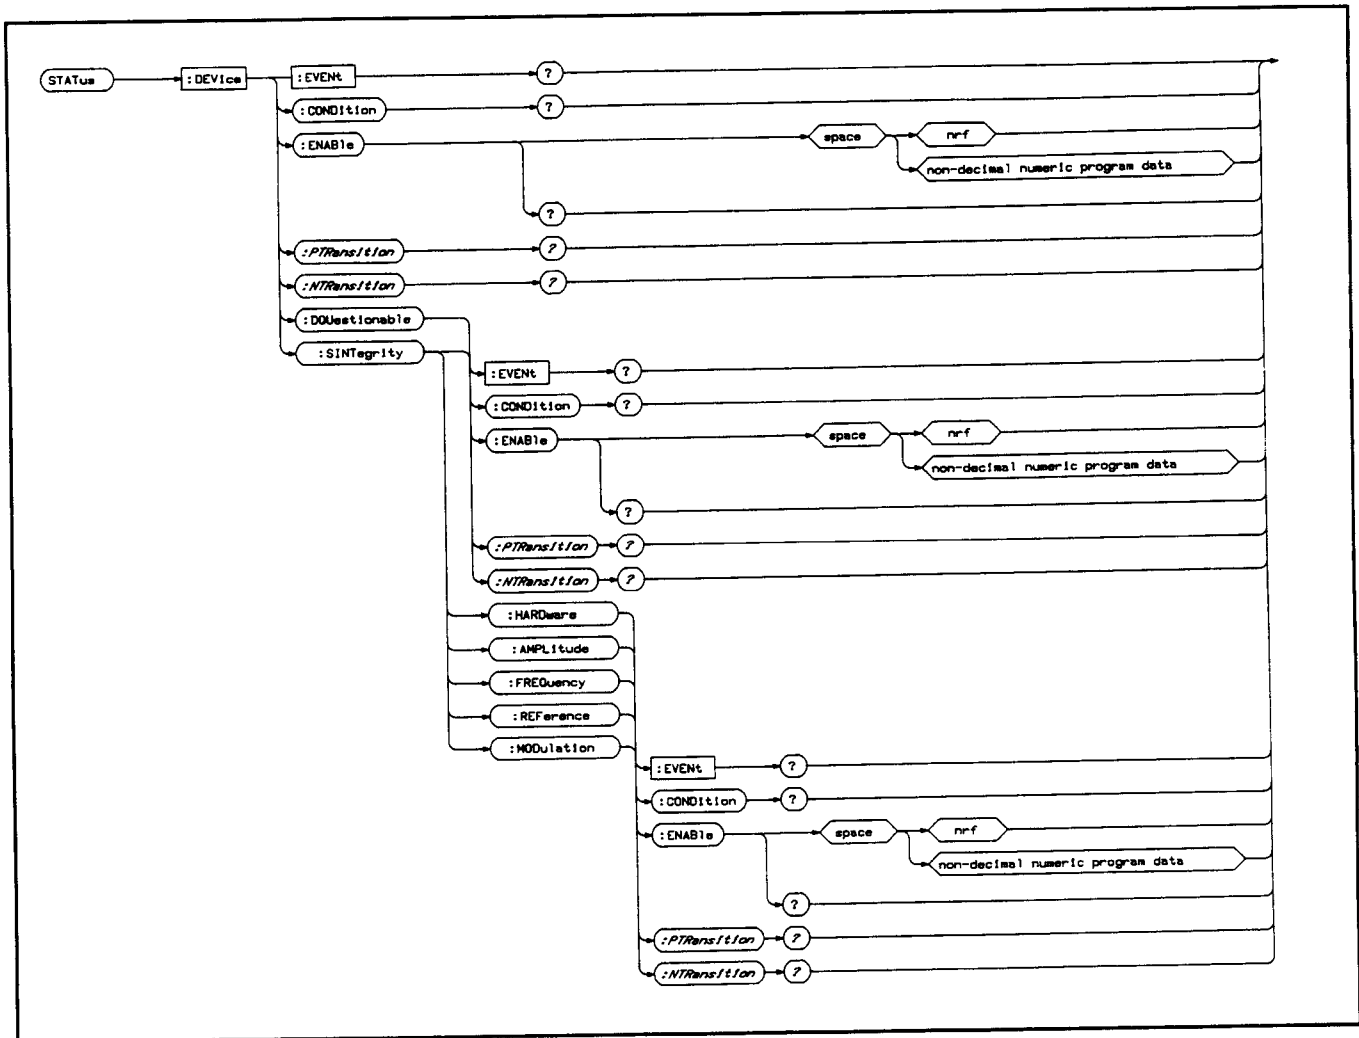 STATus :DEVice :EVENt ?
:CONDition ?
:ENABle space nrf
non-decimal numeric program data
?
:PTRansition ?
:NTRansition ?
:DQUestionable
:SINTegrity
:EVENt ?
:CONDition ?
:ENABle space nrf
non-decimal numeric program data
?
:PTRansition ?
:NTRansition ?
:HARDware
:AMPLitude
:FREQuency
:REFerence
:MODulation
:EVENt ?
:CONDition ?
:ENABle space nrf
non-decimal numeric program data
?
:PTRansition ?
:NTRansition ?